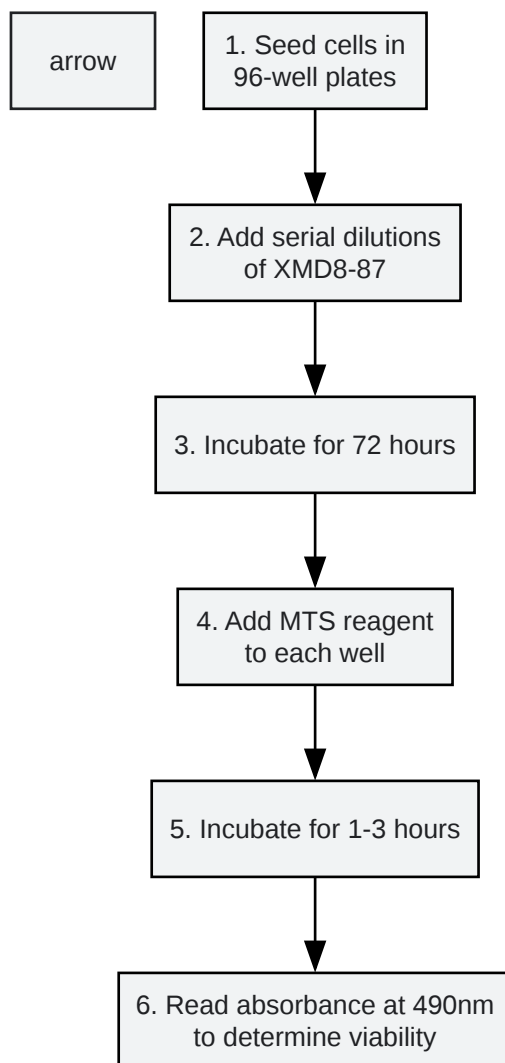 arrow
1. Seed cells in
96-well plates
2. Add serial dilutions
of XMD8-87
3. Incubate for 72 hours
4. Add MTS reagent
to each well
5. Incubate for 1-3 hours
6. Read absorbance at 490nm
to determine viability